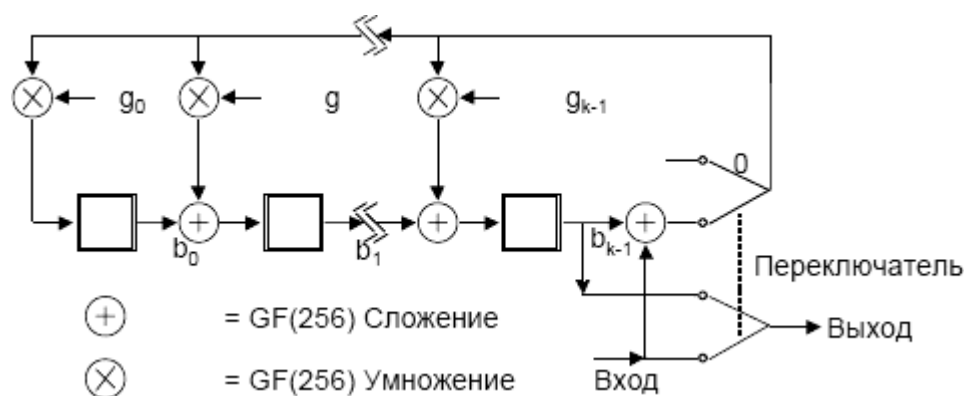 g₀ g gₖ₋₁
0
b₀ b₁ bₖ₋₁
Переключатель
= GF(256) Сложение
Выход
= GF(256) Умножение
Вход